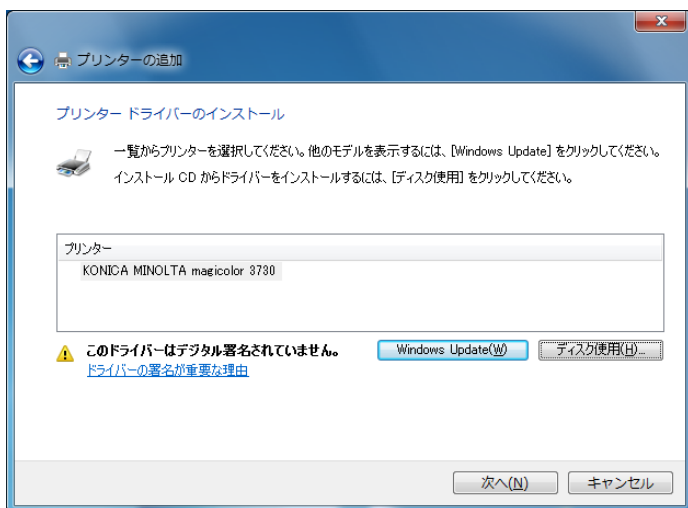 プリンターの追加
プリンター ドライバーのインストール
一覧からプリンターを選択してください。他のモデルを表示するには、[Windows Update] をクリックしてください。
インストール CD からドライバーをインストールするには、[ディスク使用] をクリックしてください。
プリンター
KONICA MINOLTA magicolor 3730
このドライバーはデジタル署名されていません。
Windows Update(W)
ディスク使用(H)...
ドライバーの署名が重要な理由
次へ(N)
キャンセル